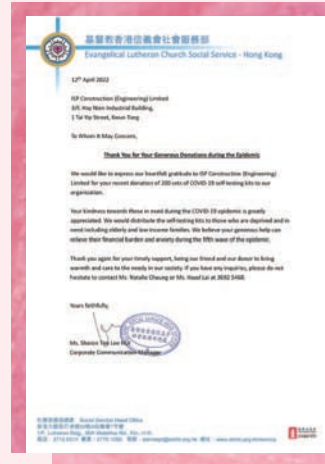 基督教香港信義會社會服務部
Evangelical Lutheran Church Social Service - Hong Kong
12th April 2022
ISP Construction (Engineering) Limited
3/F, Hay Nien Industrial Building,
1 Tai Yip Street, Kwun Tong
To Whom It May Concern,
Thank You for Your Generous Donations during the Epidemic
We would like to express our heartfelt gratitude to ISP Construction (Engineering)
Limited for your recent donation of 200 sets of COVID-19 self-testing kits to our
organization.
Your kindness towards those in need during the COVID-19 epidemic is greatly
appreciated. We would distribute the self-testing kits to those who are deprived and in
need including elderly and low income families. We believe your generous help can
relieve their financial burden and anxiety during the fifth wave of the epidemic.
Thank you again for your timely support, being our friend and our donor to bring
warmth and care to the needy in our society. If you have any inquiries, please do not
hesitate to contact Ms. Natalie Cheung or Ms. Hazel Lai at
Yours faithfully,
Ms. Sharon
Corporate Communication Manager
Social Service Head Office